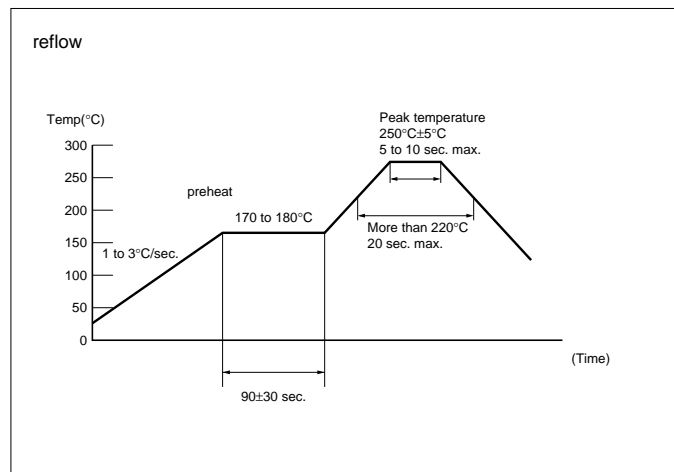 reflow
Peak temperature
250°C±5°C
5 to 10 sec. max.
Temp(°C)
300
250
200
150
100
50
0
preheat
170 to 180°C
1 to 3°C/sec.
More than 220°C
20 sec. max.
(Time)
90±30 sec.